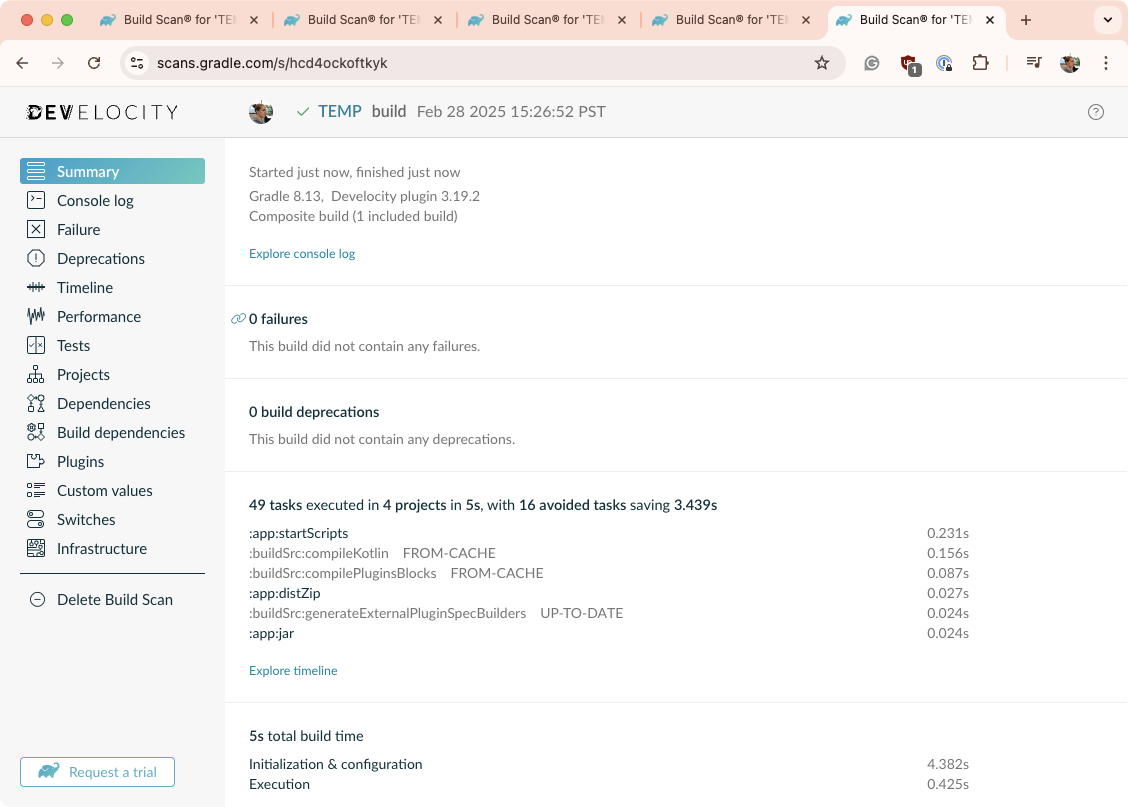 Build Scan® for 'TEM
Build Scan® for 'TEM
Build Scan® for 'TEM
Build Scan® for 'TEM
Build Scan® for 'TEM
scans.gradle.com/s/hcd4ockoftkyk
1
DEVELOCITY
TEMP build Feb 28 2025 15:26:52 PST
Summary
Console log
Failure
Deprecations
Timeline
Performance
Tests
Projects
Dependencies
Build dependencies
Plugins
Custom values
Switches
Infrastructure
Delete Build Scan
Request a trial
Started just now, finished just now
Gradle 8.13, Develocity plugin 3.19.2
Composite build (1 included build)
Explore console log
0 failures
This build did not contain any failures.
0 build deprecations
This build did not contain any deprecations.
49 tasks executed in 4 projects in 5s, with 16 avoided tasks saving 3.439s
:app:startScripts 0.231s
:buildSrc:compileKotlin FROM-CACHE 0.156s
:buildSrc:compilePluginsBlocks FROM-CACHE 0.087s
:app:distZip 0.027s
:buildSrc:generateExternalPluginSpecBuilders UP-TO-DATE 0.024s
:app:jar 0.024s
Explore timeline
5s total build time
Initialization & configuration 4.382s
Execution 0.425s